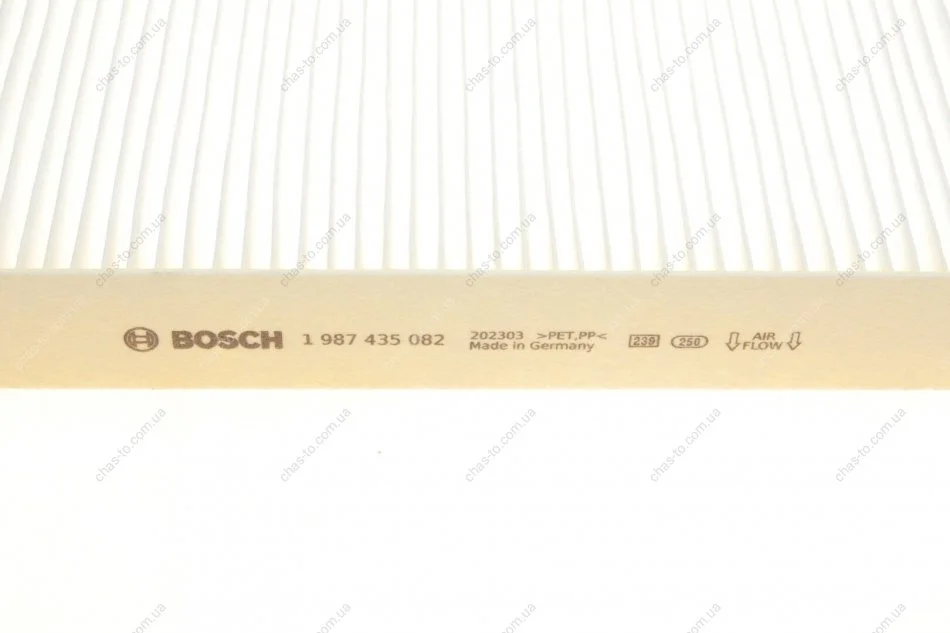 BOSCH 1 987 435 082 202303 >PET,PP< 239 250 AIR
Made in Germany FLOW
chas-to.com.ua